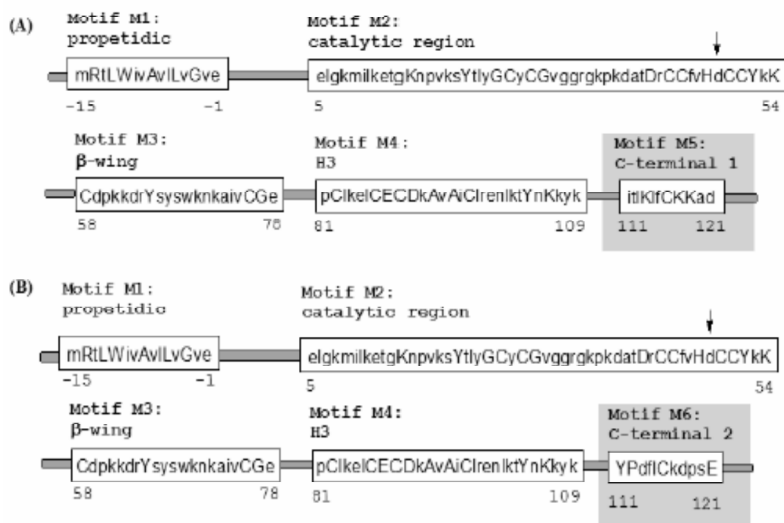 (A)
Motif M1:
propetidic
Motif M2:
catalytic region
mRtLWivAvlLvGve
elgkmilketgKnpvksYtlyGCyCGvggrgkpkdatDrCCfvHdCCYkK
-15 -1 5 54
Motif M3:
β-wing
Motif M4:
H3
Motif M5:
C-terminal 1
CdpkkdrYsyswknkaivCGe
pClkelCECDkAvAiClrenlktYnKkyk
itlKlfCKKad
58 78 81 109 111 121
(B)
Motif M1:
propetidic
Motif M2:
catalytic region
mRtLWivAvlLvGve
elgkmilketgKnpvksYtlyGCyCGvggrgkpkdatDrCCfvHdCCYkK
-15 -1 5 54
Motif M3:
β-wing
Motif M4:
H3
Motif M6:
C-terminal 2
CdpkkdrYsyswknkaivCGe
pClkelCECDkAvAiClrenlktYnKkyk
YPdflCkdpsE
58 78 81 109 111 121